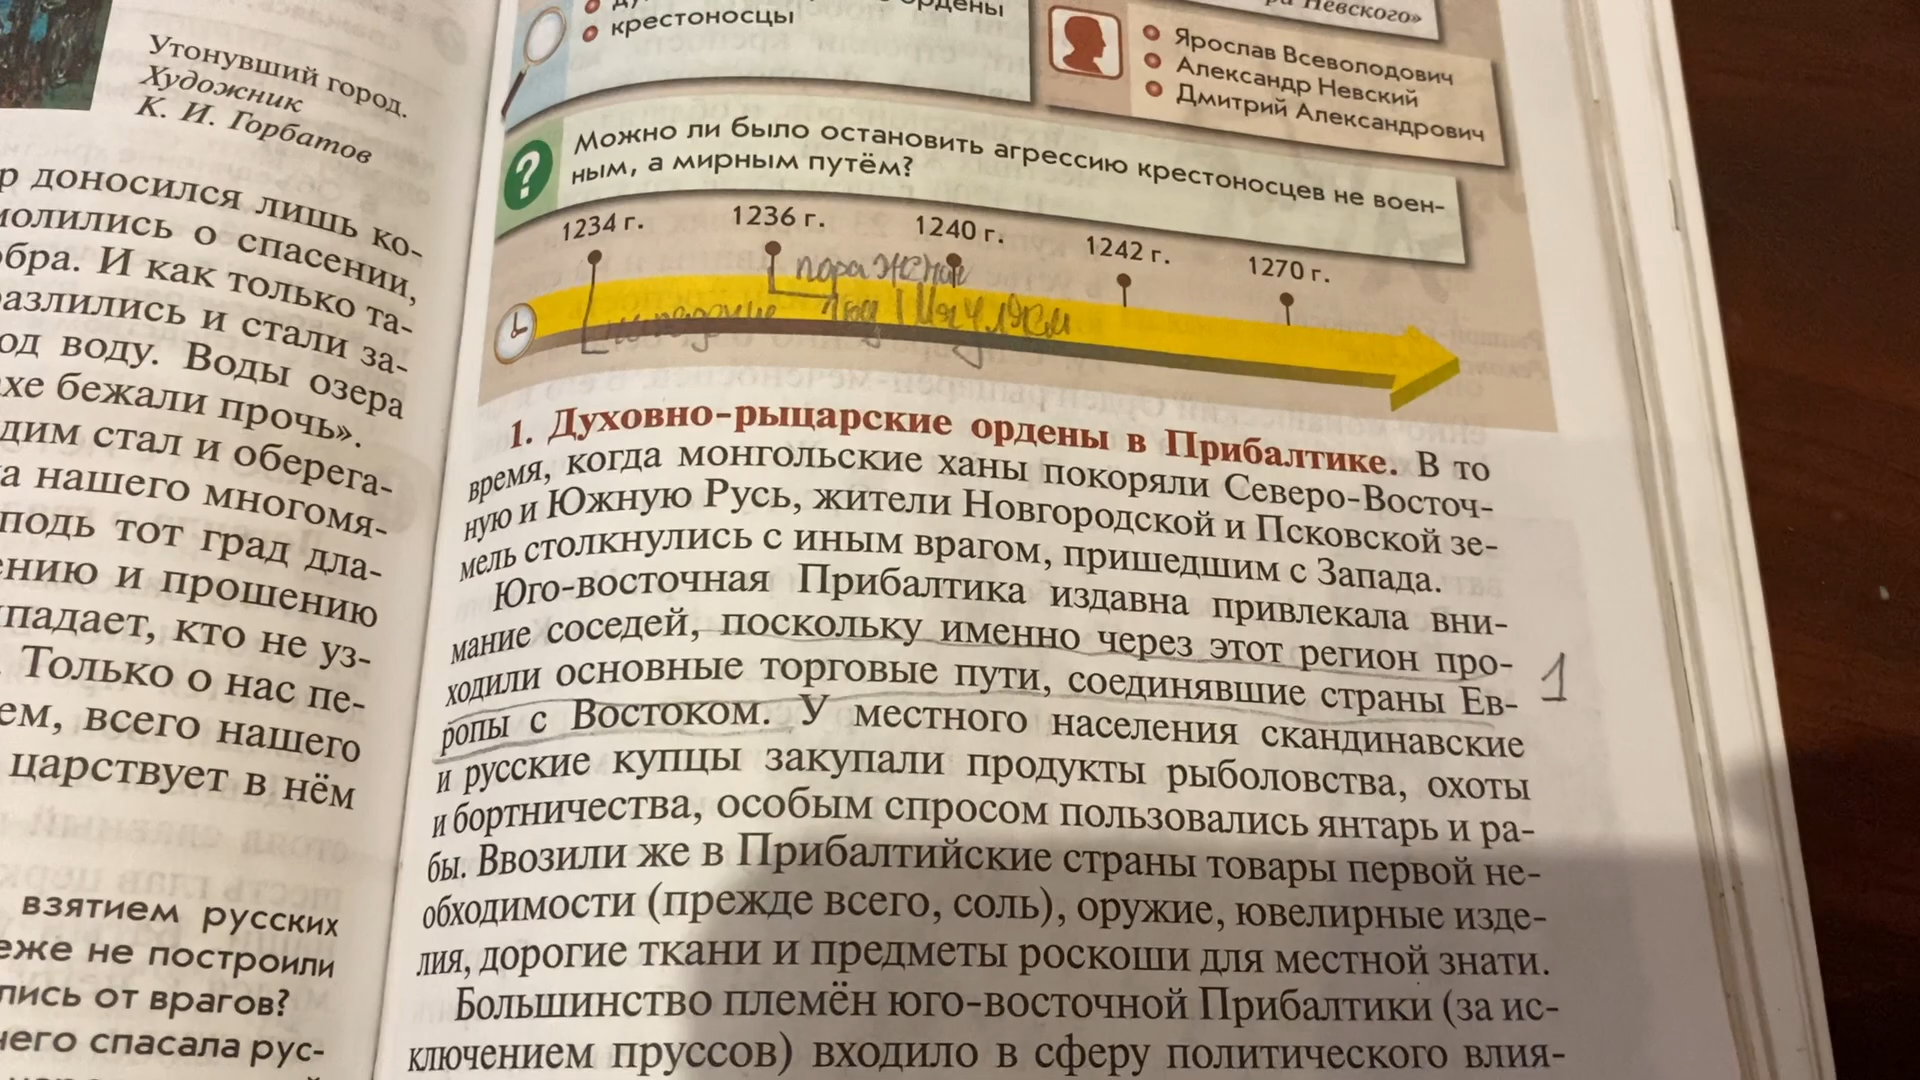 Утонувший город.
Художник
К. И. Горбатов
р доносился лишь ко-
молились о спасении,
обра. И как только та-
азлились и стали за-
од воду. Воды озера
ахе бежали прочь».
дим стал и оберега-
а нашего многомя-
подь тот град дла-
ению и прошению
падает, кто не уз-
. Только о нас пе-
ем, всего нашего
царствует в нём
взятием русских
еже не построили
лись от врагов?
чего спасала рус-
ордены
крестоносцы
Невского»
Ярослав Всеволодович
Александр Невский
Дмитрий Александрович
? Можно ли было остановить агрессию крестоносцев не воен-
ным, а мирным путём?
1234 г. 1236 г. 1240 г. 1242 г. 1270 г.
под
1. Духовно-рыцарские ордены в Прибалтике. В то
время, когда монгольские ханы покоряли Северо-Восточ-
ную и Южную Русь, жители Новгородской и Псковской зе-
мель столкнулись с иным врагом, пришедшим с Запада.
Юго-восточная Прибалтика издавна привлекала вни-
мание соседей, поскольку именно через этот регион про-
ходили основные торговые пути, соединявшие страны Ев-
1
ропы с Востоком. У местного населения скандинавские
и русские купцы закупали продукты рыболовства, охоты
и бортничества, особым спросом пользовались янтарь и ра-
бы. Ввозили же в Прибалтийские страны товары первой не-
обходимости (прежде всего, соль), оружие, ювелирные изде-
лия, дорогие ткани и предметы роскоши для местной знати.
Большинство племён юго-восточной Прибалтики (за ис-
ключением пруссов) входило в сферу политического влия-